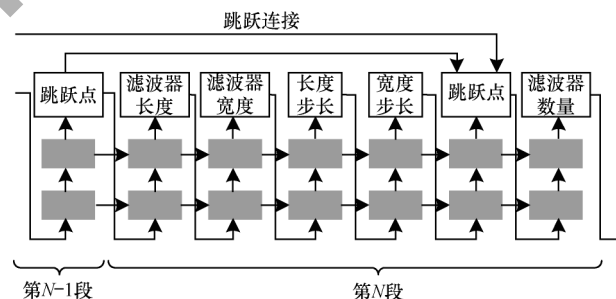 跳跃连接
跳跃点
滤波器
长度
滤波器
宽度
长度
步长
宽度
步长
跳跃点
滤波器
数量
第N-1段
第N段